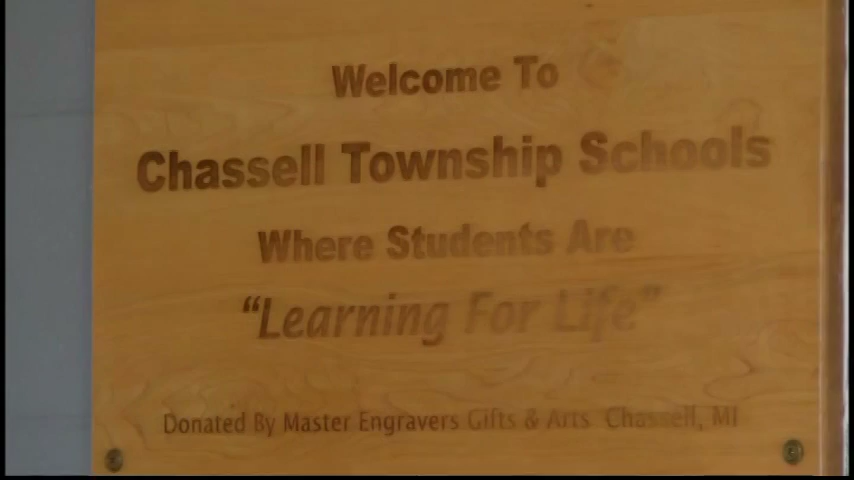 Welcome To
Chassell Township Schools
Where Students Are
“Learning For Life”
Donated By Master Engravers Gifts & Arts Chassell, MI